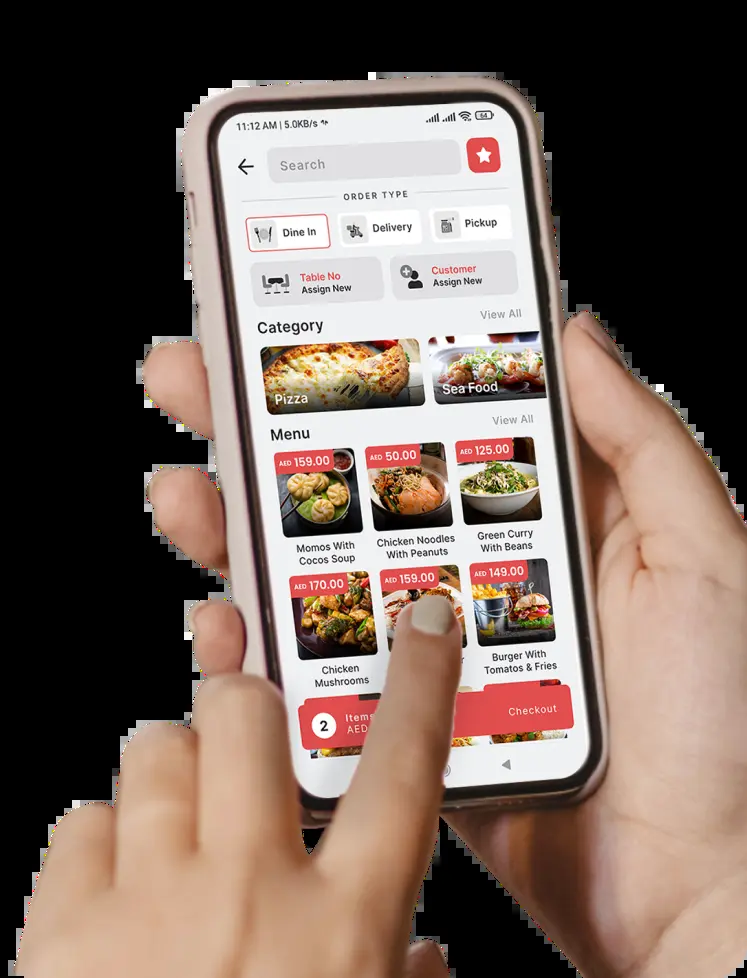 11:12 AM | 5.0KB/s
64
Search
ORDER TYPE
Dine In
Delivery
Pickup
Table No
Assign New
Customer
Assign New
Category
View All
Pizza
Sea Food
Menu
View All
AED 159.00
AED 50.00
AED 125.00
Momos With
Cocos Soup
Chicken Noodles
With Peanuts
Green Curry
With Beans
AED 170.00
AED 159.00
AED 149.00
Chicken
Mushrooms
Burger With
Tomatoes & Fries
2
Items
AED
Checkout